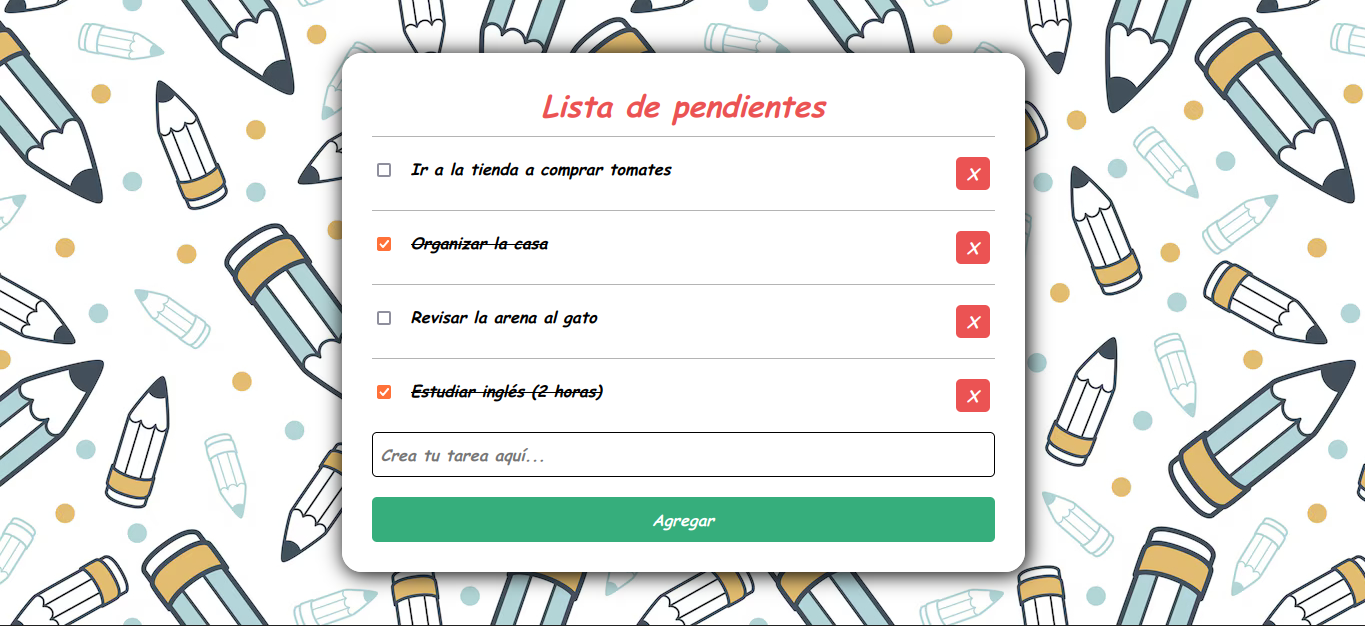 Lista de pendientes
Ir a la tienda a comprar tomates
X
Organizar la casa
X
Revisar la arena al gato
X
Estudiar inglés (2 horas)
X
Crea tu tarea aquí...
Agregar